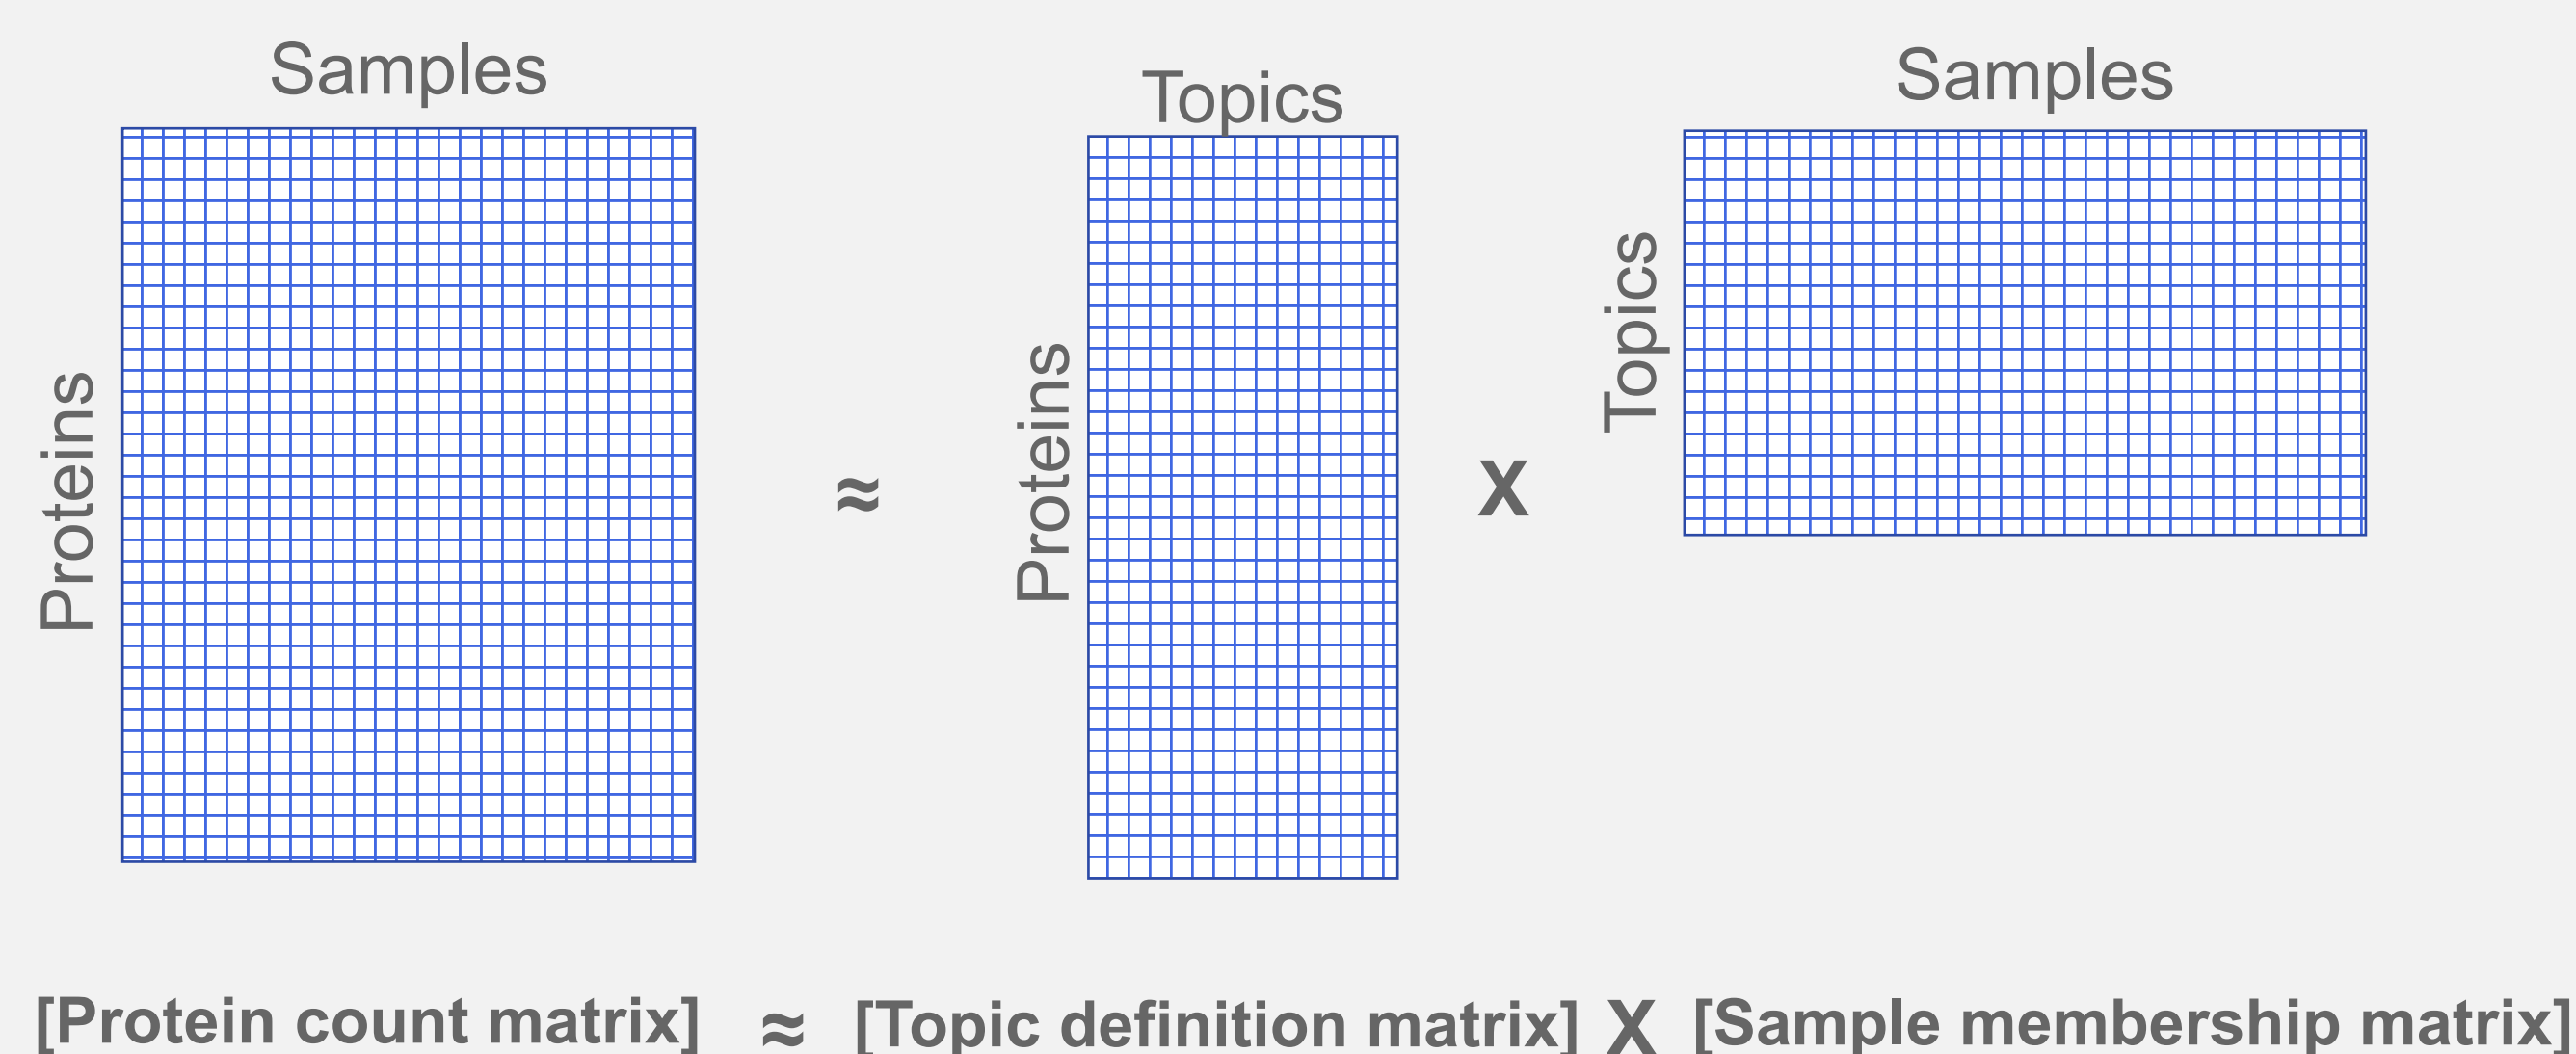 Samples
Topics
Samples
Proteins
≈
Proteins
X
Topics
[Protein count matrix] ≈ [Topic definition matrix] X [Sample membership matrix]